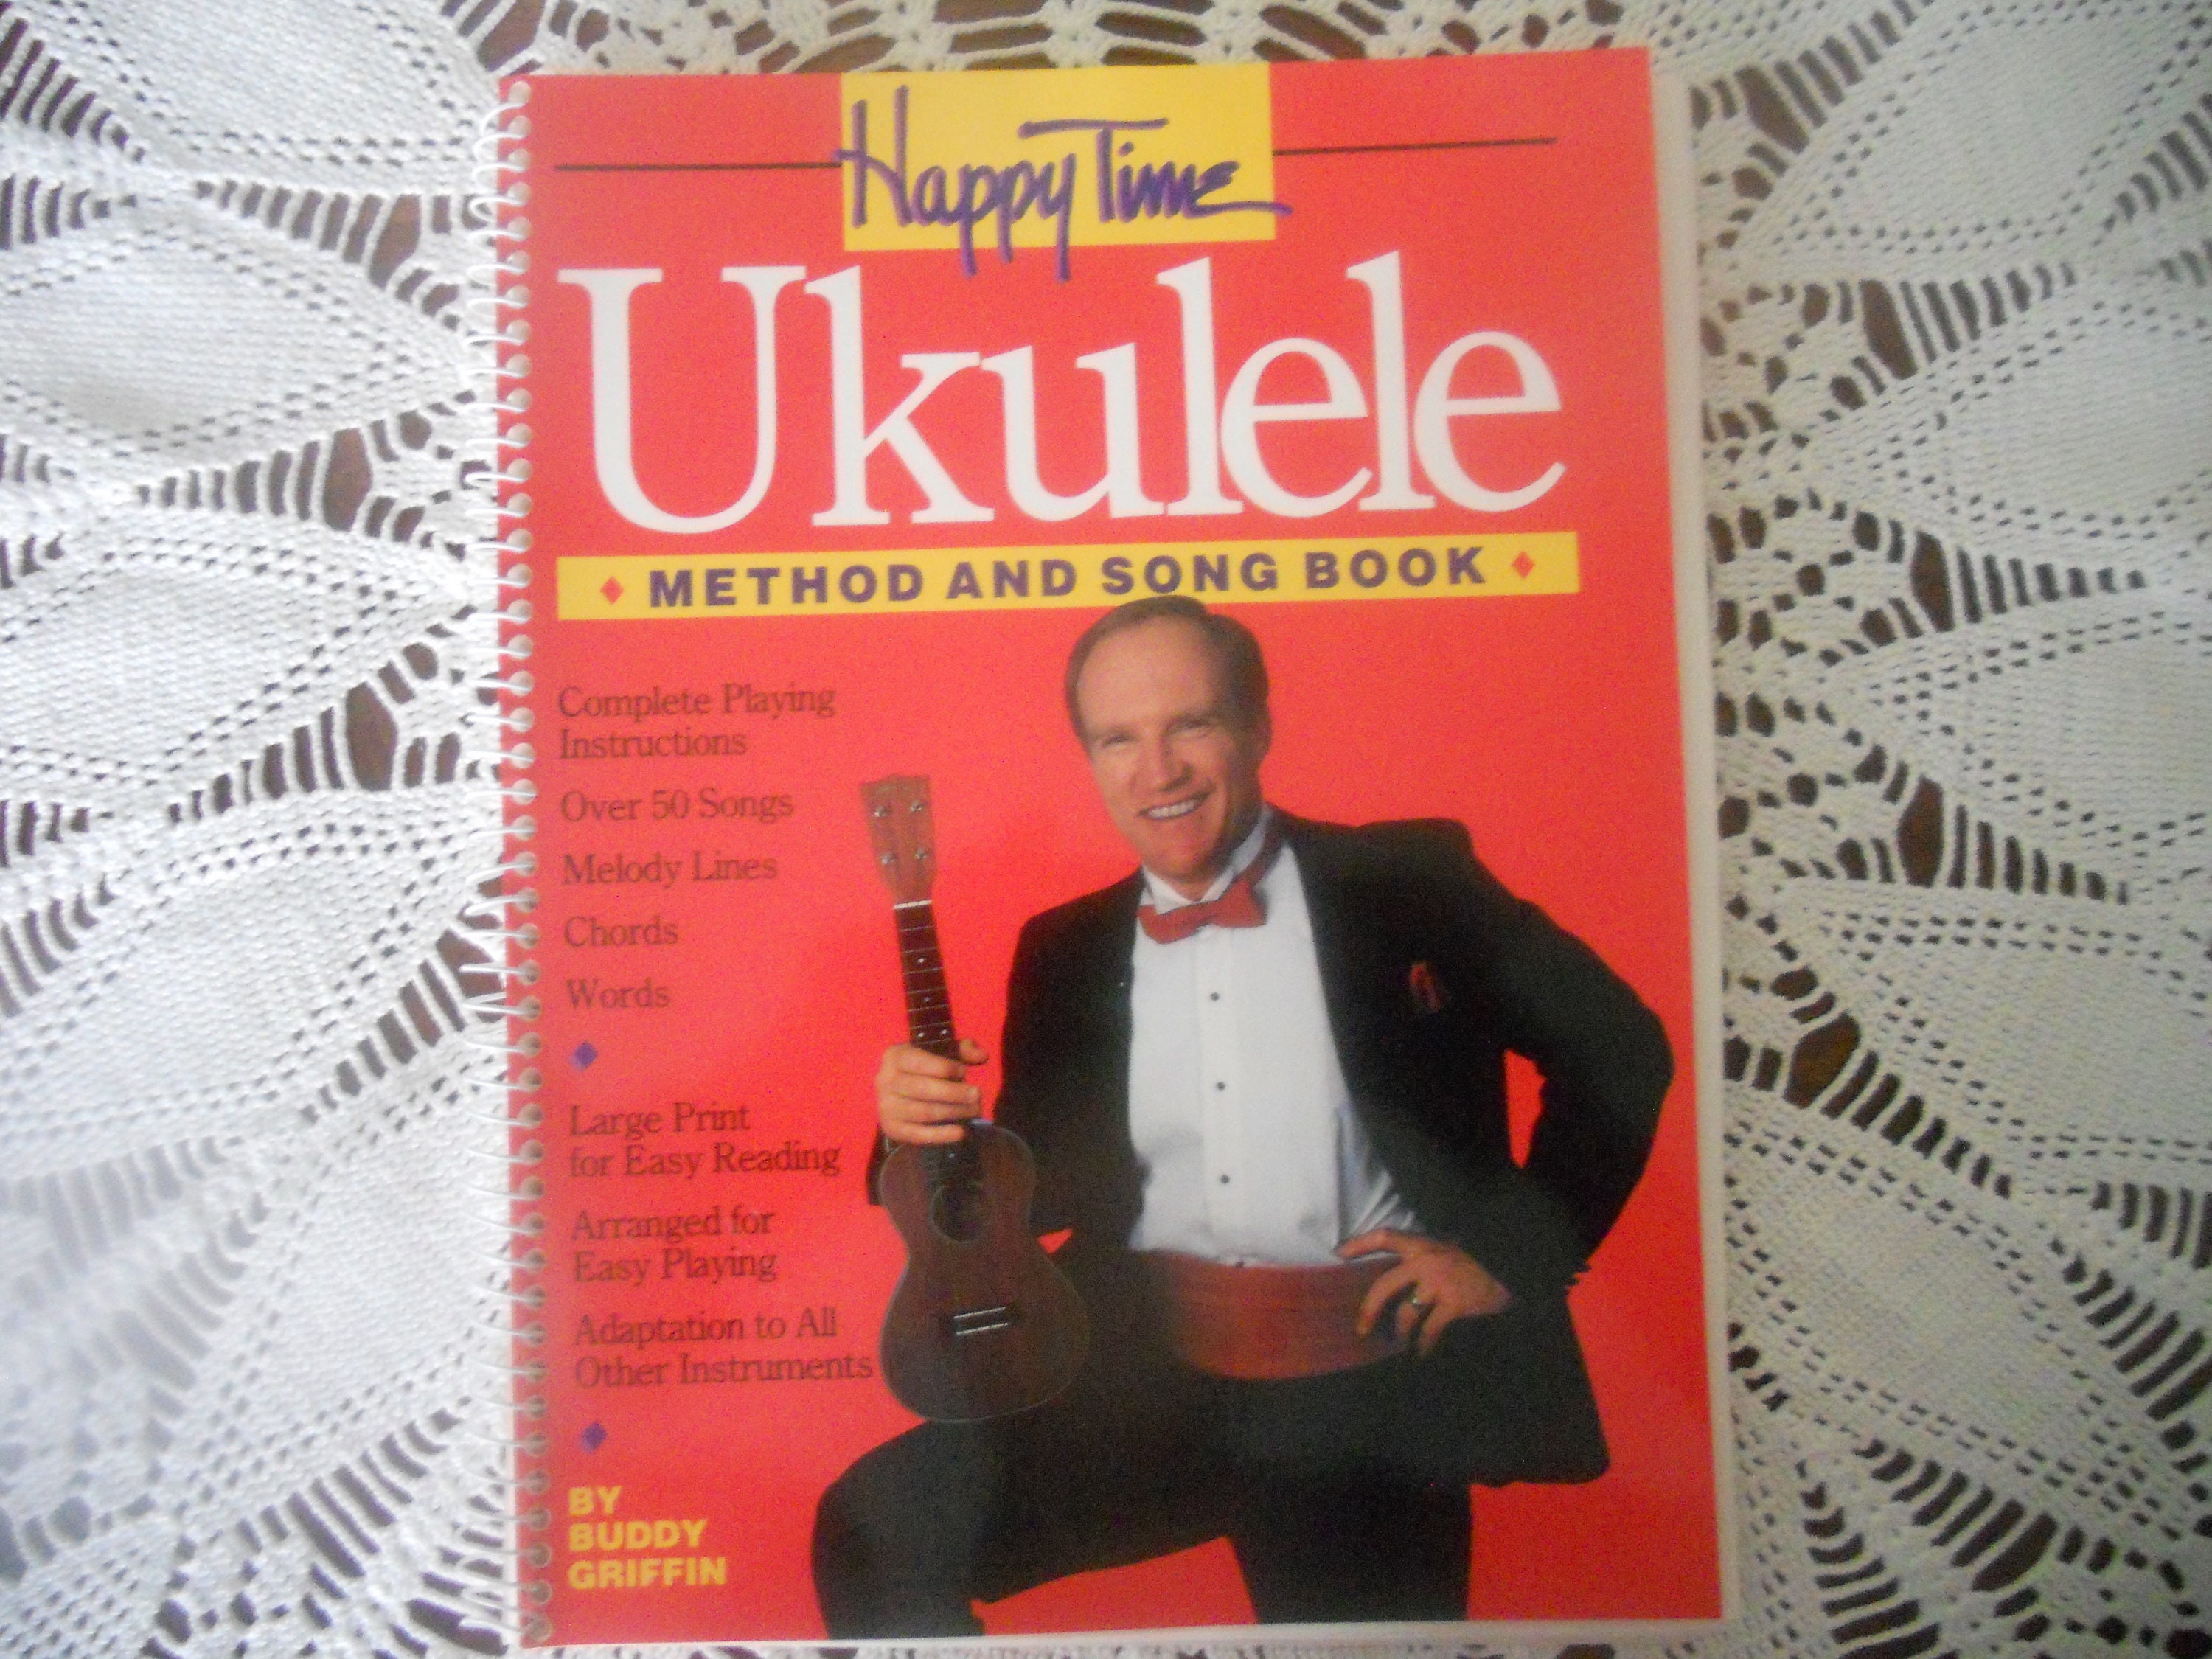 Happy Time
Ukulele
METHOD AND SONG BOOK
Complete Playing
Instructions
Over 50 Songs
Melody Lines
Chords
Words
Large Print
for Easy Reading
Arranged for
Easy Playing
Adaptation to All
Other Instruments
BY
BUDDY
GRIFFIN